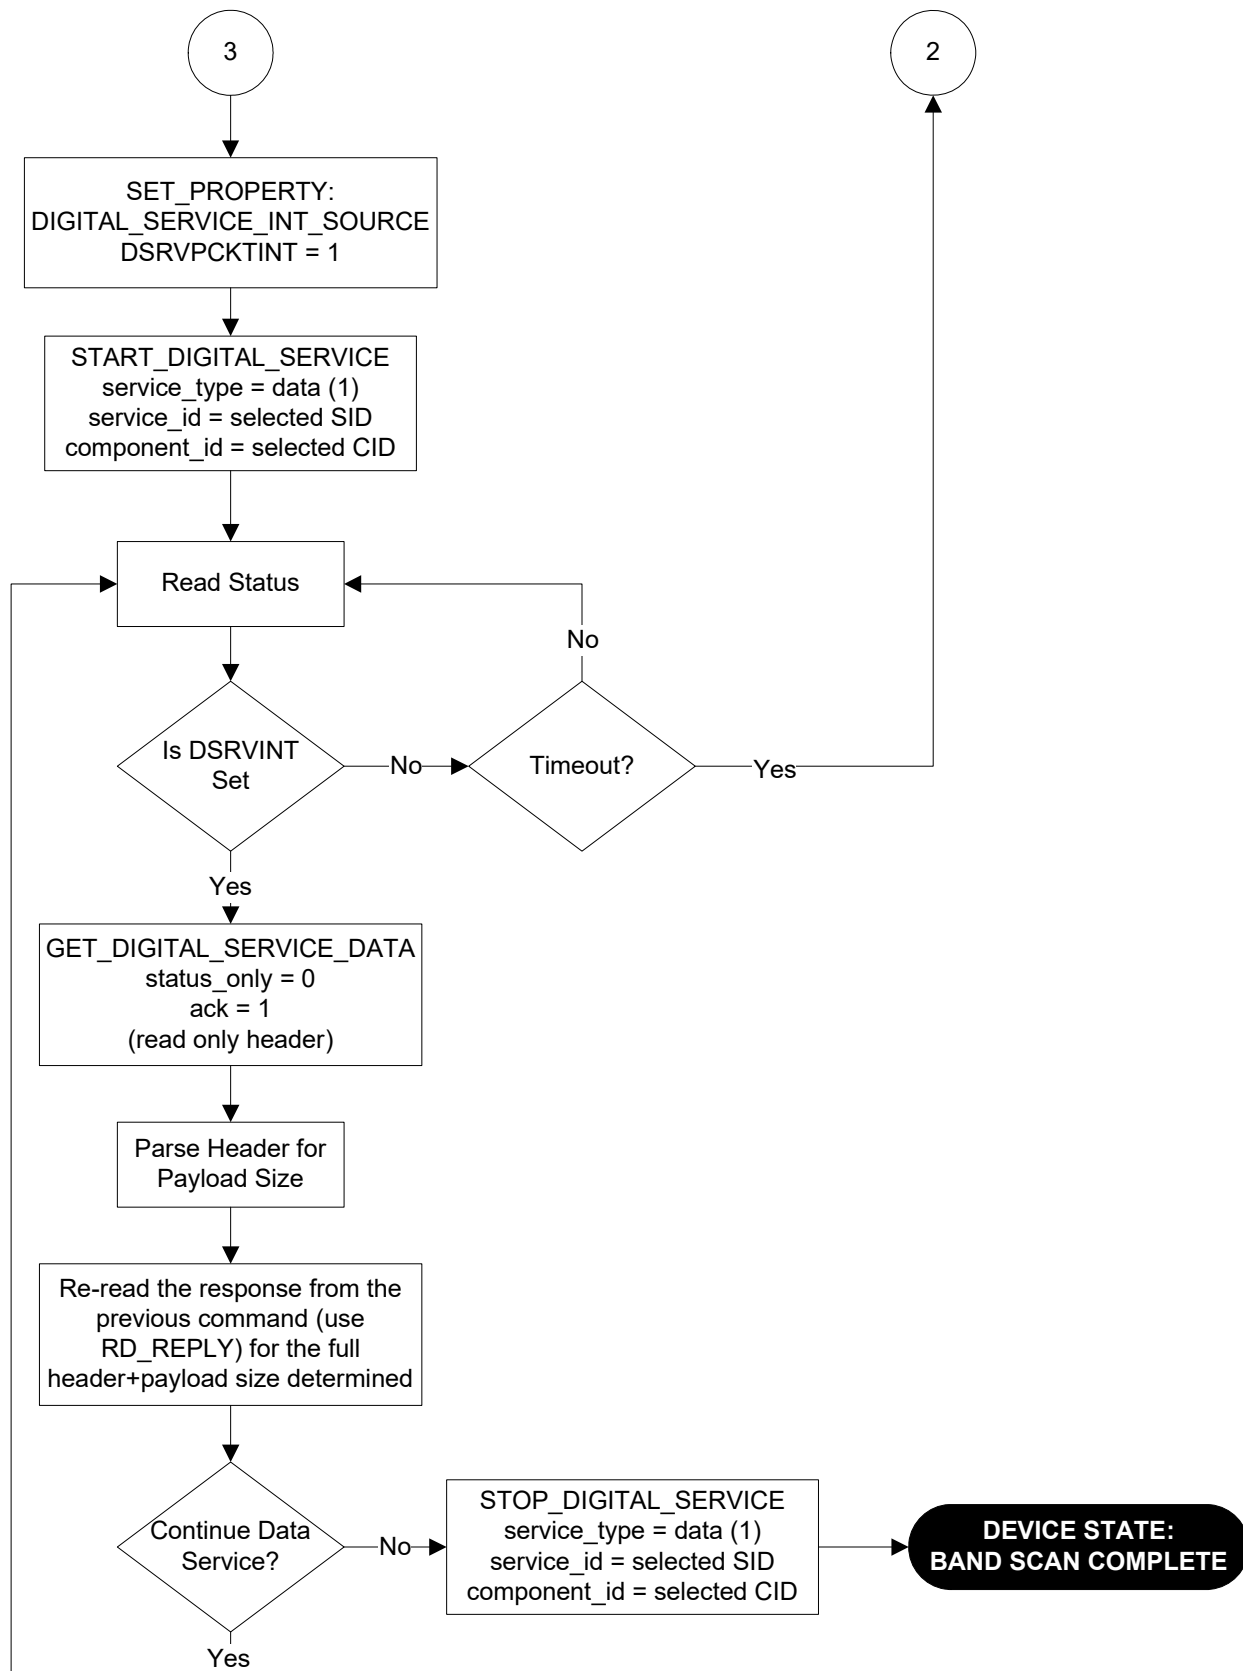 3
2
SET_PROPERTY:
DIGITAL_SERVICE_INT_SOURCE
DSRVPCKTINT = 1
START_DIGITAL_SERVICE
service_type = data (1)
service_id = selected SID
component_id = selected CID
Read Status
No
Is DSRVINT
Set
No
Timeout?
Yes
Yes
GET_DIGITAL_SERVICE_DATA
status_only = 0
ack = 1
(read only header)
Parse Header for
Payload Size
Re-read the response from the
previous command (use
RD_REPLY) for the full
header+payload size determined
Continue Data
Service?
No
STOP_DIGITAL_SERVICE
service_type = data (1)
service_id = selected SID
component_id = selected CID
DEVICE STATE:
BAND SCAN COMPLETE
Yes